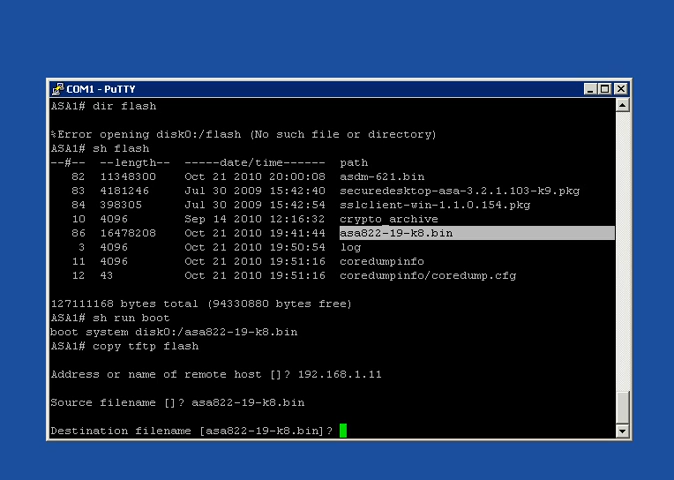 COM1 - PuTTY
ASA1# dir flash
%Error opening disk0:/flash (No such file or directory)
ASA1# sh flash
--#-- --length-- -----date/time------ path
82 11348300 Oct 21 2010 20:00:08 asdm-621.bin
83 4181246 Jul 30 2009 15:42:40 securedesktop-asa-3.2.1.103-k9.pkg
84 398305 Jul 30 2009 15:42:54 sslclient-win-1.1.0.154.pkg
10 4096 Sep 14 2010 12:16:32 crypto_archive
86 16478208 Oct 21 2010 19:41:44 asa822-19-k8.bin
3 4096 Oct 21 2010 19:50:54 log
11 4096 Oct 21 2010 19:51:16 coredumpinfo
12 43 Oct 21 2010 19:51:16 coredumpinfo/coredump.cfg
127111168 bytes total (94330880 bytes free)
ASA1# sh run boot
boot system disk0:/asa822-19-k8.bin
ASA1# copy tftp flash
Address or name of remote host []? 192.168.1.11
Source filename []? asa822-19-k8.bin
Destination filename [asa822-19-k8.bin]?